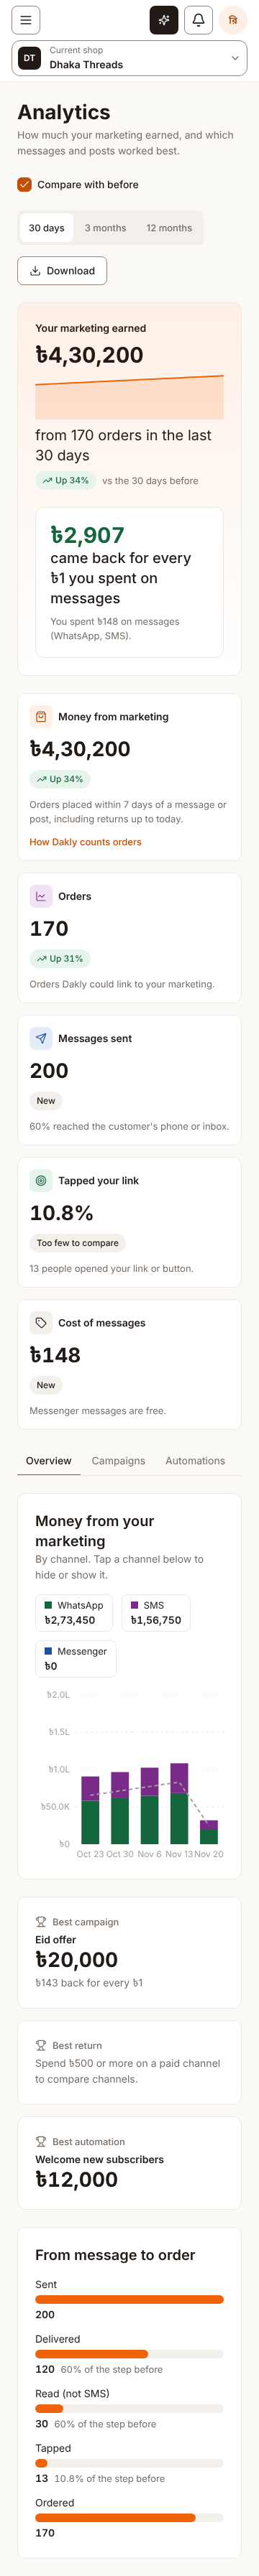 রি
DT
Current shop
Dhaka Threads
Analytics
How much your marketing earned, and which
messages and posts worked best.
Compare with before
30 days
3 months
12 months
Download
Your marketing earned
৳4,30,200
from 170 orders in the last
30 days
Up 34%
vs the 30 days before
৳2,907
came back for every
৳1 you spent on
messages
You spent ৳148 on messages
(WhatsApp, SMS).
Money from marketing
৳4,30,200
Up 34%
Orders placed within 7 days of a message or
post, including returns up to today.
How Dakly counts orders
Orders
170
Up 31%
Orders Dakly could link to your marketing.
Messages sent
200
New
60% reached the customer's phone or inbox.
Tapped your link
10.8%
Too few to compare
13 people opened your link or button.
Cost of messages
৳148
New
Messenger messages are free.
Overview
Campaigns
Automations
Money from your
marketing
By channel. Tap a channel below to
hide or show it.
WhatsApp
৳2,73,450
SMS
৳1,56,750
Messenger
৳0
৳2.0L
৳1.5L
৳1.0L
৳50.0K
৳0
Oct 23 Oct 30 Nov 6 Nov 13 Nov 20
Best campaign
Eid offer
৳20,000
৳143 back for every ৳1
Best return
Spend ৳500 or more on a paid channel
to compare channels.
Best automation
Welcome new subscribers
৳12,000
From message to order
Sent
200
Delivered
120 60% of the step before
Read (not SMS)
30 60% of the step before
Tapped
13 10.8% of the step before
Ordered
170